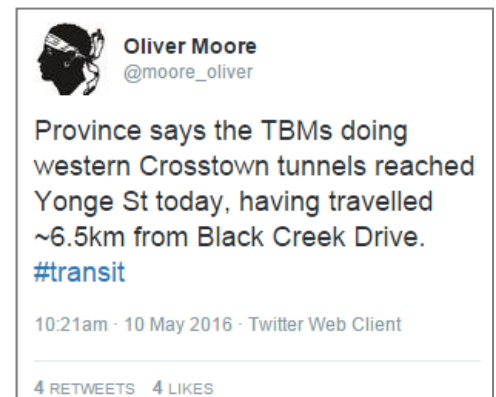 Oliver Moore
@moore_oliver
Province says the TBMs doing
western Crosstown tunnels reached
Yonge St today, having travelled
~6.5km from Black Creek Drive.
#transit
10:21am · 10 May 2016 · Twitter Web Client
4 RETWEETS 4 LIKES